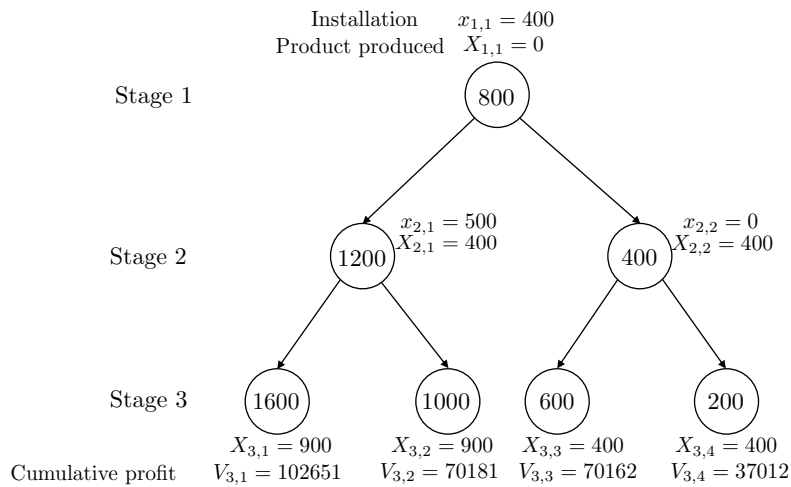 Installation x_{1,1} = 400
Product produced X_{1,1} = 0
Stage 1 800
x_{2,1} = 500 x_{2,2} = 0
X_{2,1} = 400 X_{2,2} = 400
Stage 2 1200 400
Stage 3 1600 1000 600 200
X_{3,1} = 900 X_{3,2} = 900 X_{3,3} = 400 X_{3,4} = 400
Cumulative profit V_{3,1} = 102651 V_{3,2} = 70181 V_{3,3} = 70162 V_{3,4} = 37012